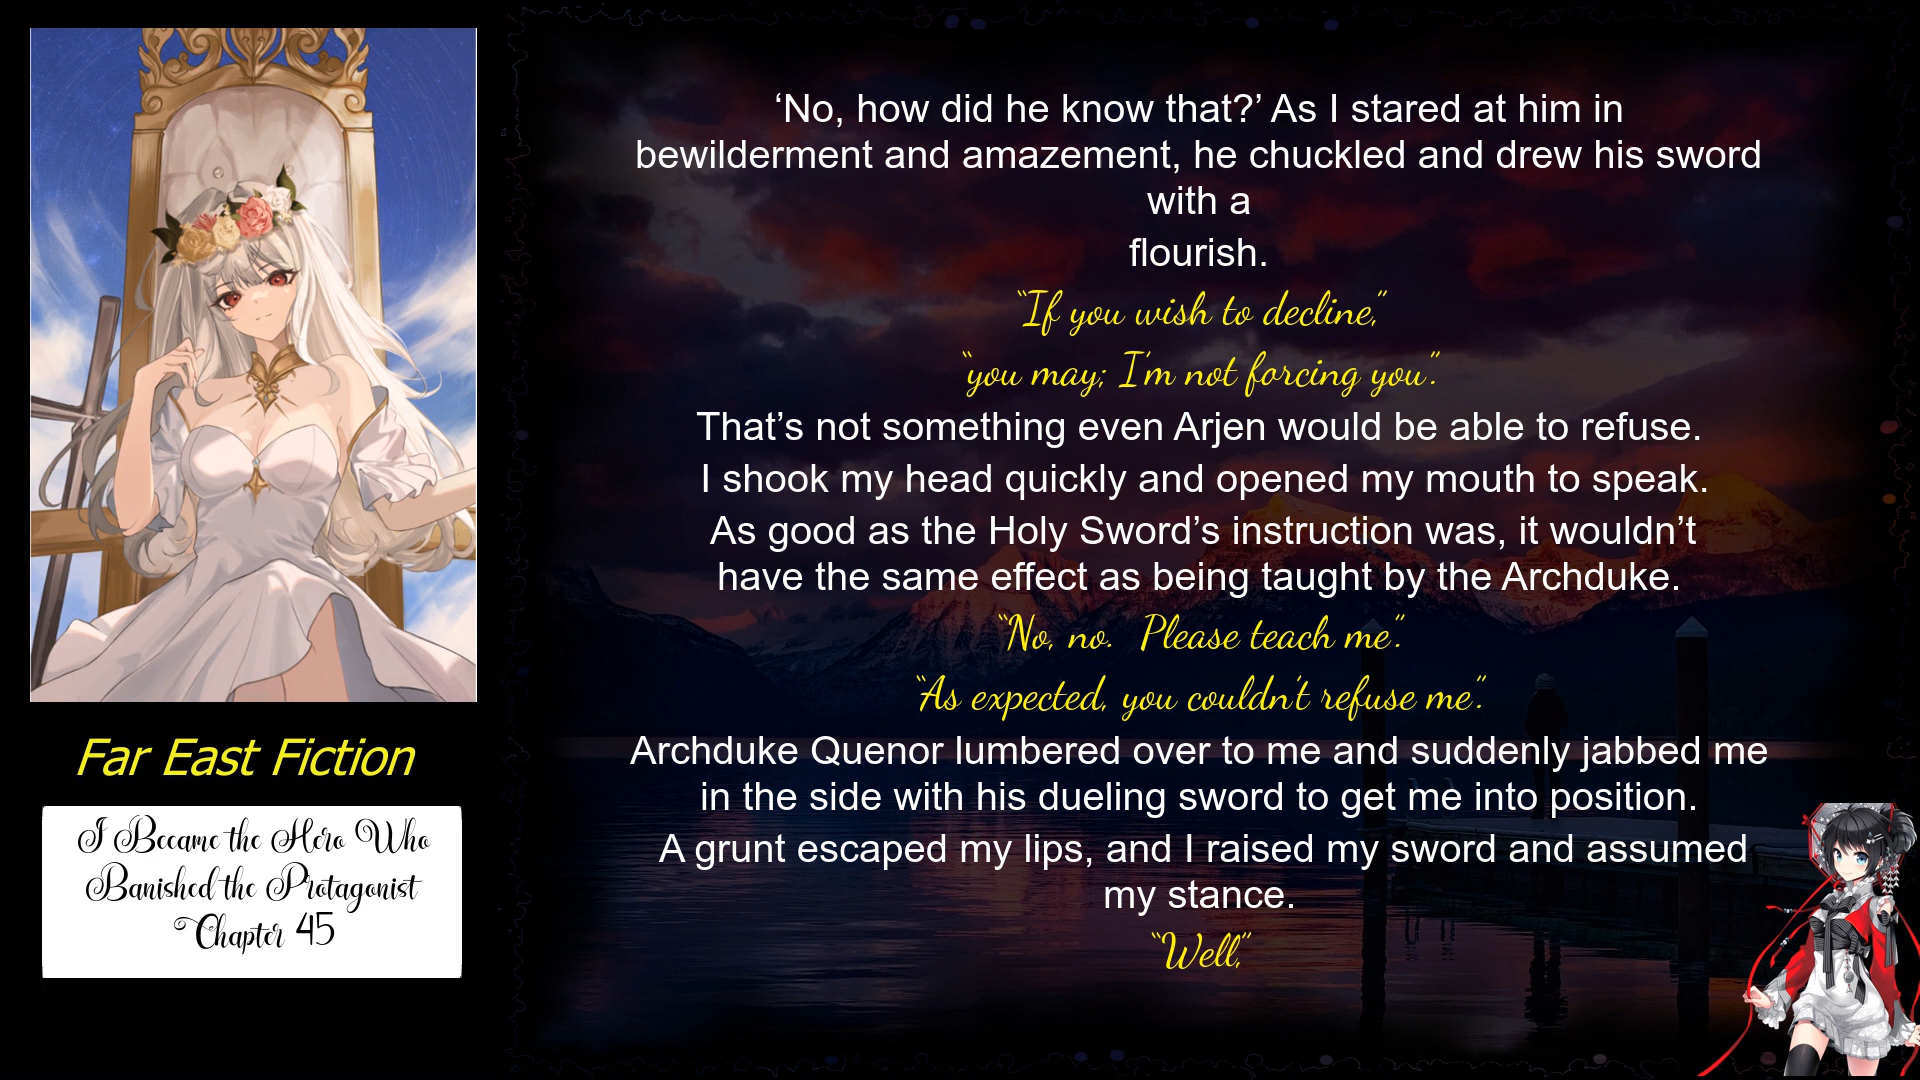 ‘No, how did he know that?’ As I stared at him in
bewilderment and amazement, he chuckled and drew his sword
with a
flourish.
“If you wish to decline,”
“you may; I’m not forcing you”.
That’s not something even Arjen would be able to refuse.
I shook my head quickly and opened my mouth to speak.
As good as the Holy Sword’s instruction was, it wouldn’t
have the same effect as being taught by the Archduke.
“No, no.  Please teach me”.
“As expected, you couldn’t refuse me”.
Archduke Quenor lumbered over to me and suddenly jabbed me
in the side with his dueling sword to get me into position.
A grunt escaped my lips, and I raised my sword and assumed
my stance.
“Well,”
Far East Fiction
I Became the Hero Who
Banished the Protagonist
Chapter 45